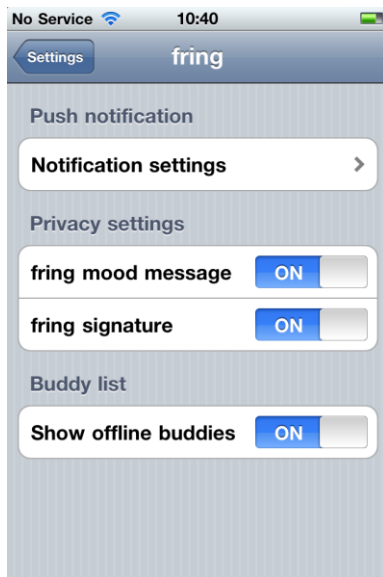 No Service 10:40
Settings fring
Push notification
Notification settings
Privacy settings
fring mood message ON
fring signature ON
Buddy list
Show offline buddies ON